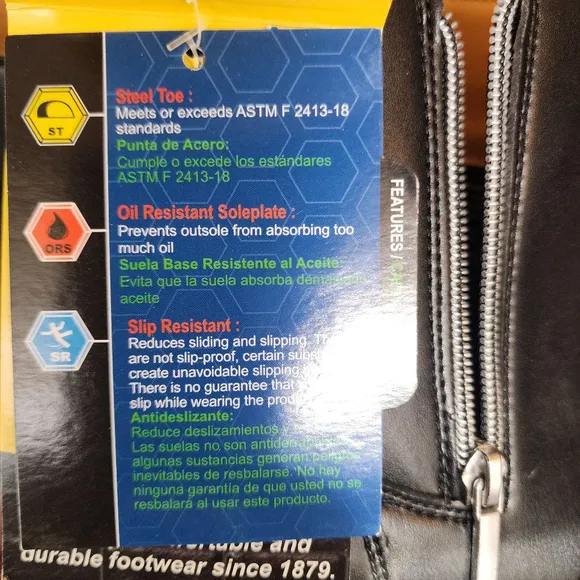 Steel Toe :
Meets or exceeds ASTM F 2413-18
standards
Punta de Acero:
Cumple o excede los estándares
ASTM F 2413-18
ST
Oil Resistant Soleplate :
Prevents outsole from absorbing too
much oil
Suela Base Resistente al Aceite:
Evita que la suela absorba
aceite
ORS
Slip Resistant :
Reduces sliding and slipping.
are not slip-proof, certain
create unavoidable slipping
There is no guarantee that
slip while wearing the
Antideslizante:
Reduce deslizamientos y
Las suelas no son
algunas sustancias generan peligros
inevitables de resbalarse. No hay
ninguna garantía de que usted no se
resbalará al usar este producto.
SR
FEATURES /
and
durable footwear since 1879.